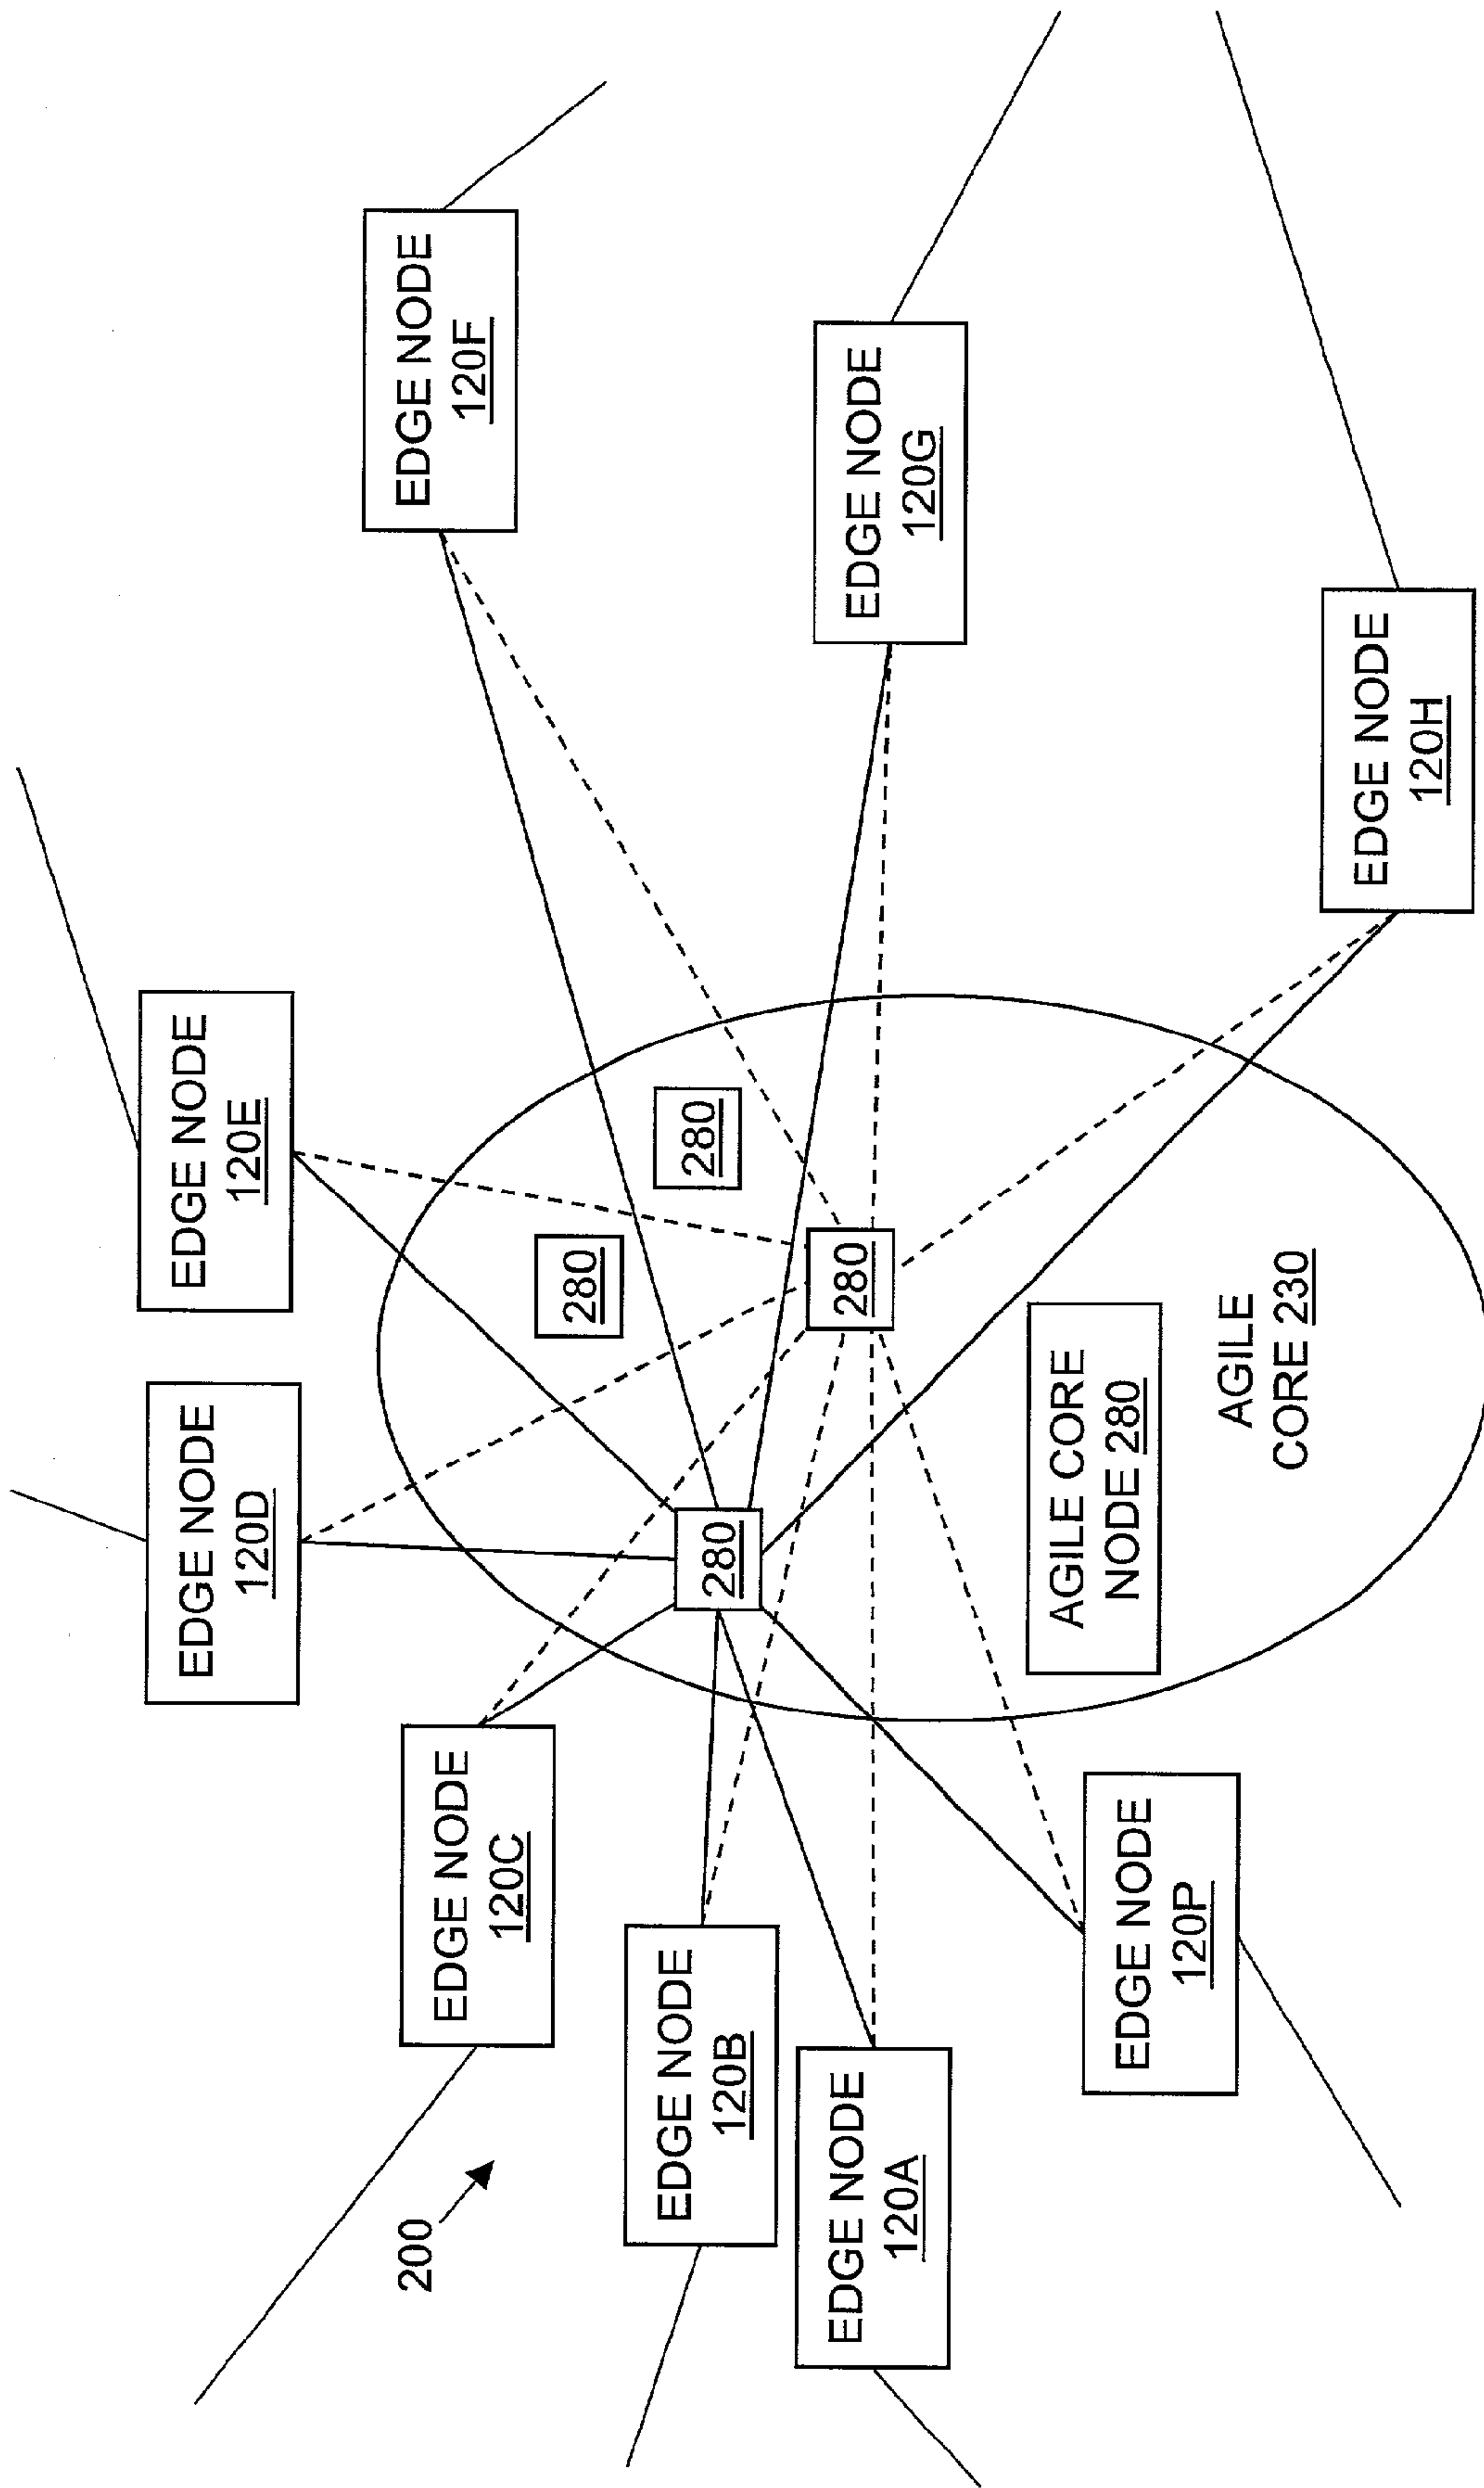 200
EDGE NODE
120A
EDGE NODE
120B
EDGE NODE
120C
EDGE NODE
120D
EDGE NODE
120E
EDGE NODE
120F
EDGE NODE
120G
EDGE NODE
120H
EDGE NODE
120P
280
280
280
280
AGILE CORE
NODE 280
AGILE
CORE 230